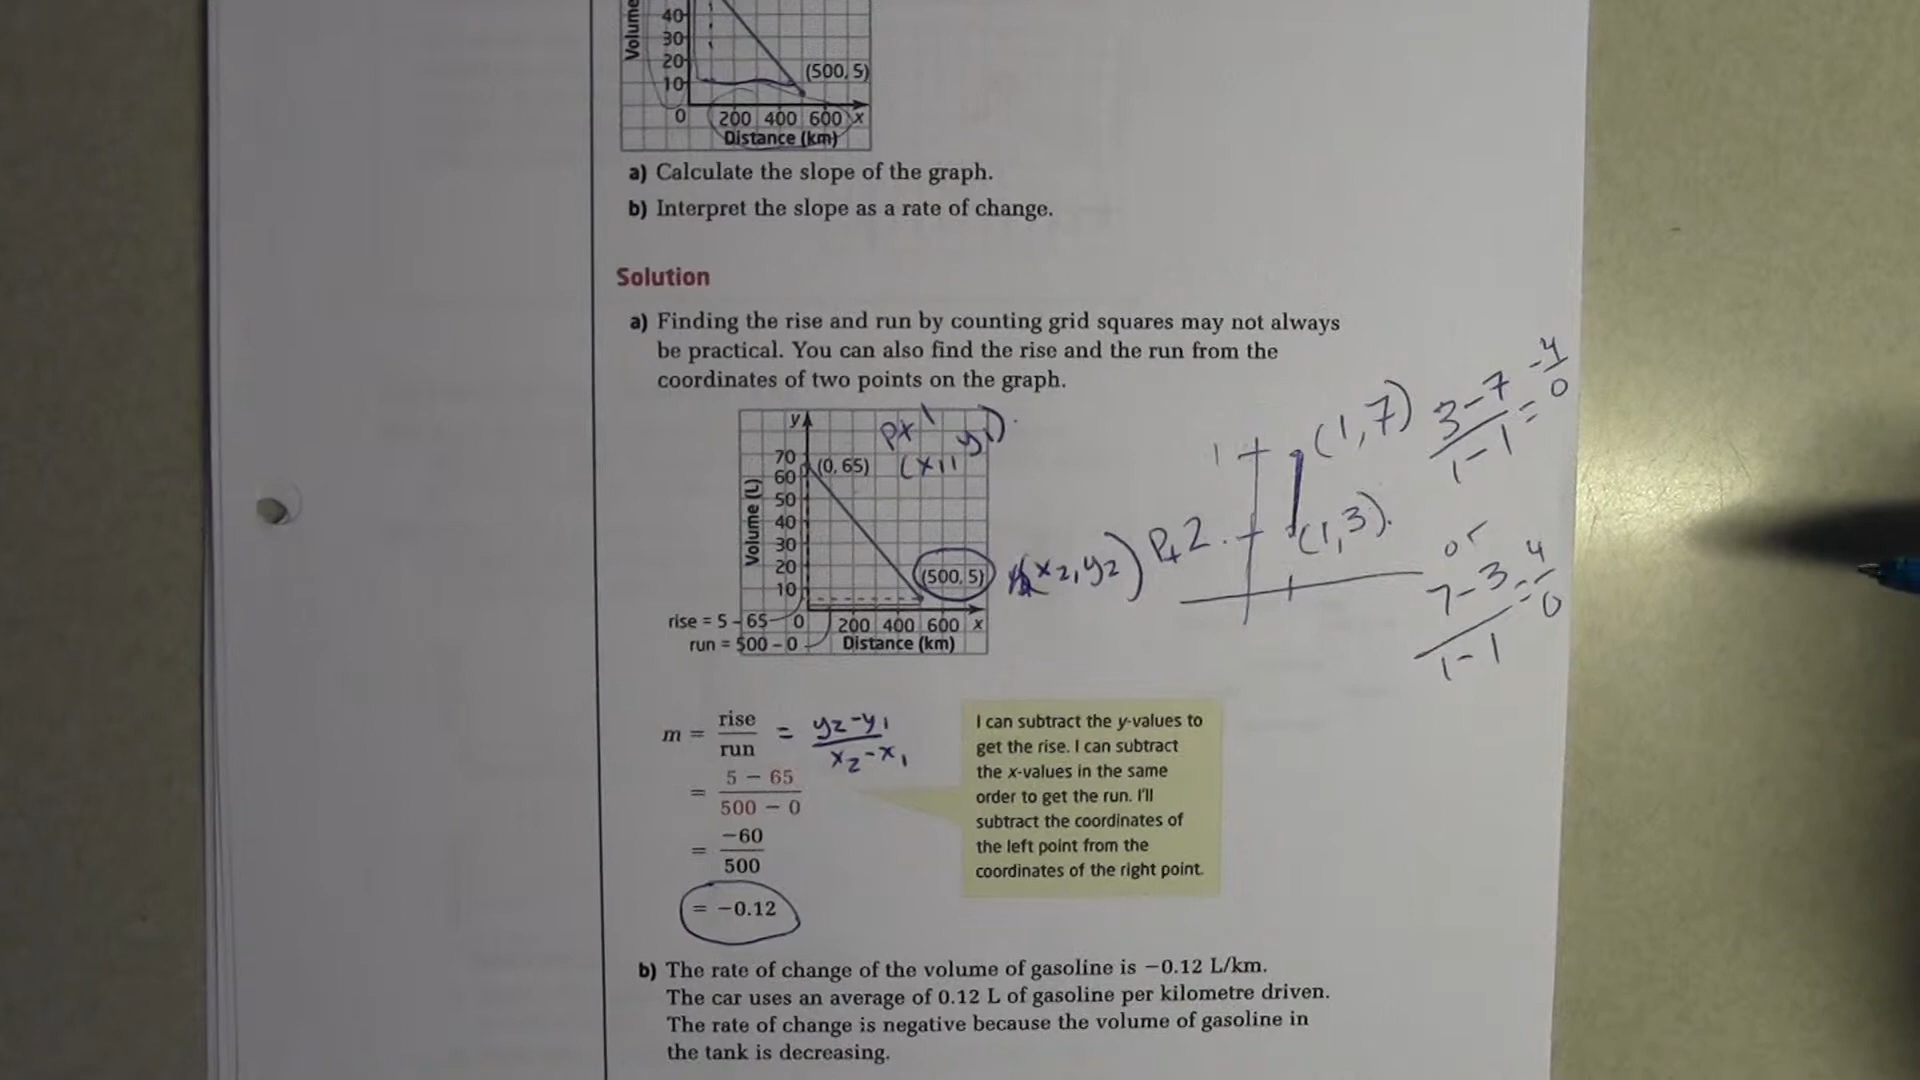 Volume
40
30
20
10
(500, 5)
0 200 400 600 x
Distance (km)
a) Calculate the slope of the graph.
b) Interpret the slope as a rate of change.
Solution
a) Finding the rise and run by counting grid squares may not always
be practical. You can also find the rise and the run from the
coordinates of two points on the graph.
y
70
60
50
40
30
20
10
Volume (L)
(0, 65)
(x1, y1)
(500, 5)
(x2, y2) Pt 2
rise = 5 - 65
0 200 400 600 x
run = 500 - 0
Distance (km)
(1,7)
(1,3)
3-7
1-1
=
-4
0
or
7-3
1-1
=
4
0
m = rise
run
= y2-y1
x2-x1
= 5 − 65
500 − 0
= −60
500
= −0.12
I can subtract the y-values to
get the rise. I can subtract
the x-values in the same
order to get the run. I'll
subtract the coordinates of
the left point from the
coordinates of the right point.
b) The rate of change of the volume of gasoline is −0.12 L/km.
The car uses an average of 0.12 L of gasoline per kilometre driven.
The rate of change is negative because the volume of gasoline in
the tank is decreasing.